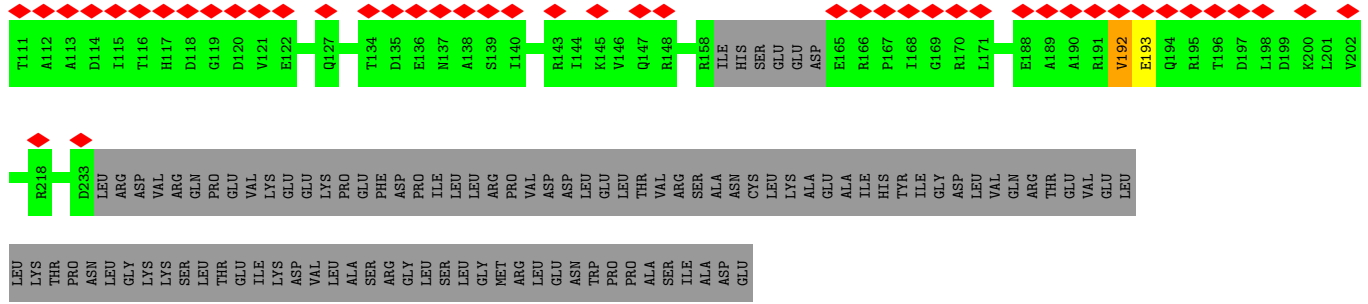 T111 A112 A113 D114 I115 T116 H117 D118 G119 D120 V121 E122 Q127 T134 D135 E136 N137 A138 S139 I140 R143 I144 K145 V146 Q147 R148 R158 ILE HIS SER GLU GLU ASP E165 R166 P167 I168 G169 R170 L171 E188 A189 A190 R191 V192 E193 Q194 R195 T196 D197 L198 D199 K200 L201 V202
R218 D233 LEU ARG ASP VAL ARG GLN PRO GLU VAL LYS GLU GLU LYS PRO GLU PHE ASP PRO ILE LEU LEU ARG PRO VAL ASP ASP LEU GLU LEU THR VAL ARG SER ALA ASN CYS LEU LYS ALA GLU ALA ILE HIS TYR ILE GLY ASP LEU VAL GLN ARG THR GLU VAL GLU LEU
LEU LYS THR PRO ASN LEU GLY LYS LYS SER LEU THR GLU ILE LYS ASP VAL LEU ALA SER ARG GLY LEU SER LEU GLY MET ARG LEU GLU ASN TRP PRO PRO ALA SER ILE ALA ASP GLU